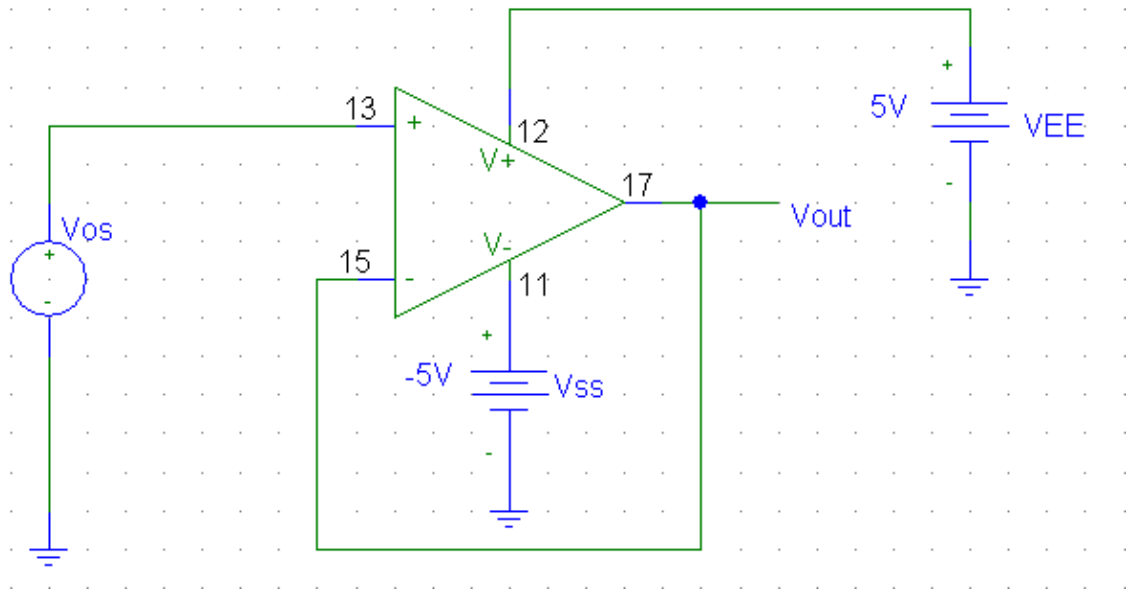 13
+
12
V+
+
5V
VEE
-
Vos
+
-
17
Vout
15
-
V-
11
+
-5V
Vss
-